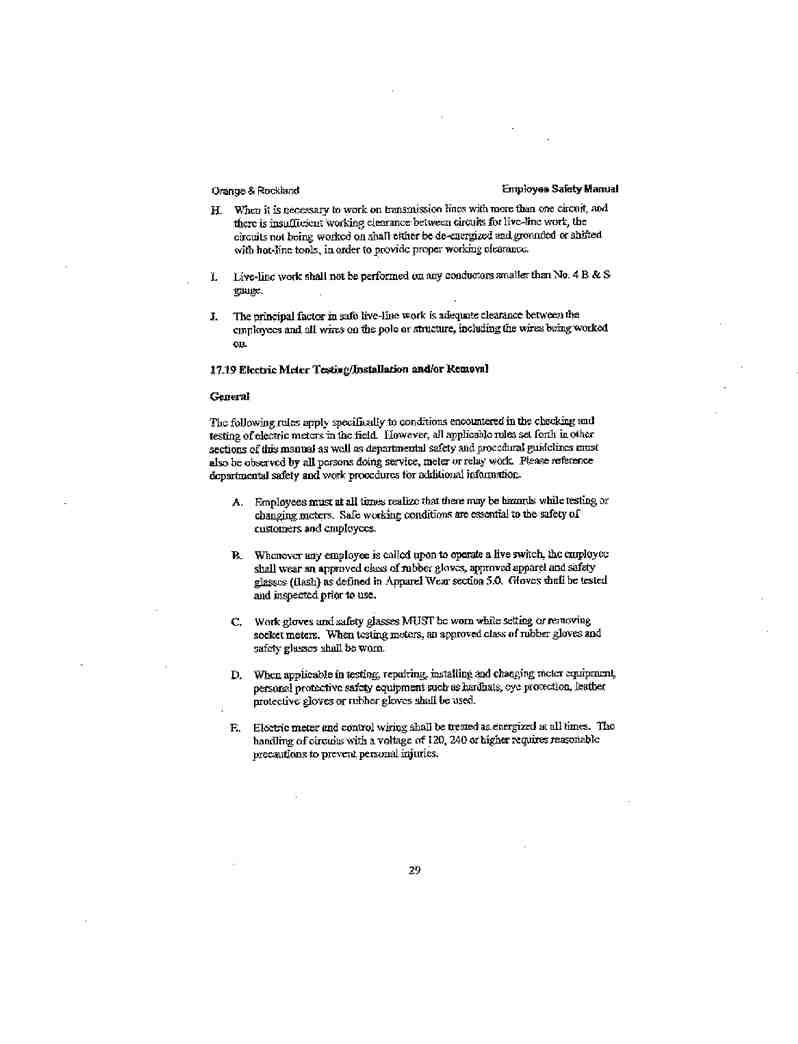 Orange & Rockland Employee Safety Manual
H. When it is necessary to work on transmission lines with more than one circuit, and
there is insufficient working clearance between circuits for live-line work, the
circuits not being worked on shall either be de-energized and grounded or shifted
with hot-line tools, in order to provide proper working clearance.
I. Live-line work shall not be performed on any conductors smaller than No. 4 B & S
gauge.
J. The principal factor in safe live-line work is adequate clearance between the
employees and all wires on the pole or structure, including the wires being worked
on.
17.19 Electric Meter Testing/Installation and/or Removal
General
The following rules apply specifically to conditions encountered in the checking and
testing of electric meters in the field. However, all applicable rules set forth in other
sections of this manual as well as departmental safety and procedural guidelines must
also be observed by all persons doing service, meter or relay work. Please reference
departmental safety and work procedures for additional information.
A. Employees must at all times realize that there may be hazards while testing or
changing meters. Safe working conditions are essential to the safety of
customers and employees.
B. Whenever any employee is called upon to operate a live switch, the employee
shall wear an approved class of rubber gloves, approved apparel and safety
glasses (flash) as defined in Apparel Wear section 5.0. Gloves shall be tested
and inspected prior to use.
C. Work gloves and safety glasses MUST be worn while setting or removing
socket meters. When testing meters, an approved class of rubber gloves and
safety glasses shall be worn.
D. When applicable in testing, repairing, installing and changing meter equipment,
personal protective safety equipment such as hardhats, eye protection, leather
protective gloves or rubber gloves shall be used.
E. Electric meter and control wiring shall be treated as energized at all times. The
handling of circuits with a voltage of 120, 240 or higher requires reasonable
precautions to prevent personal injuries.
29